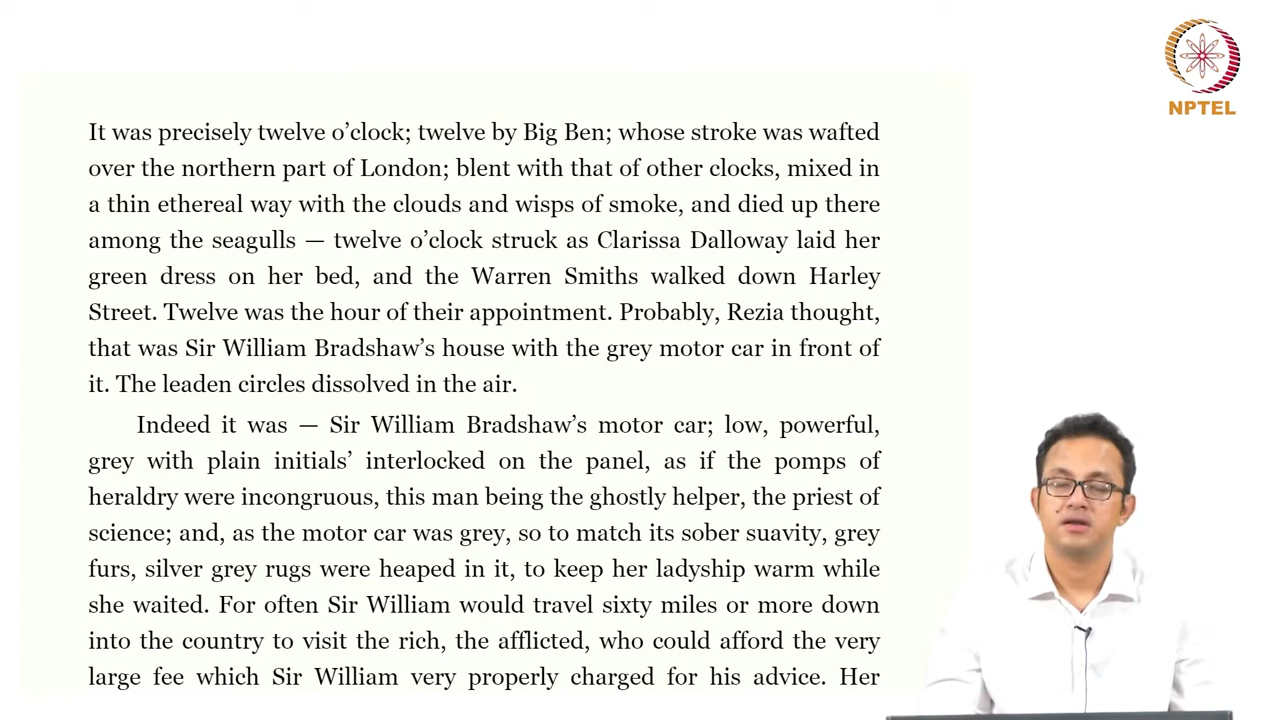 NPTEL
It was precisely twelve o’clock; twelve by Big Ben; whose stroke was wafted
over the northern part of London; blent with that of other clocks, mixed in
a thin ethereal way with the clouds and wisps of smoke, and died up there
among the seagulls — twelve o’clock struck as Clarissa Dalloway laid her
green dress on her bed, and the Warren Smiths walked down Harley
Street. Twelve was the hour of their appointment. Probably, Rezia thought,
that was Sir William Bradshaw’s house with the grey motor car in front of
it. The leaden circles dissolved in the air.
Indeed it was — Sir William Bradshaw’s motor car; low, powerful,
grey with plain initials’ interlocked on the panel, as if the pomps of
heraldry were incongruous, this man being the ghostly helper, the priest of
science; and, as the motor car was grey, so to match its sober suavity, grey
furs, silver grey rugs were heaped in it, to keep her ladyship warm while
she waited. For often Sir William would travel sixty miles or more down
into the country to visit the rich, the afflicted, who could afford the very
large fee which Sir William very properly charged for his advice. Her